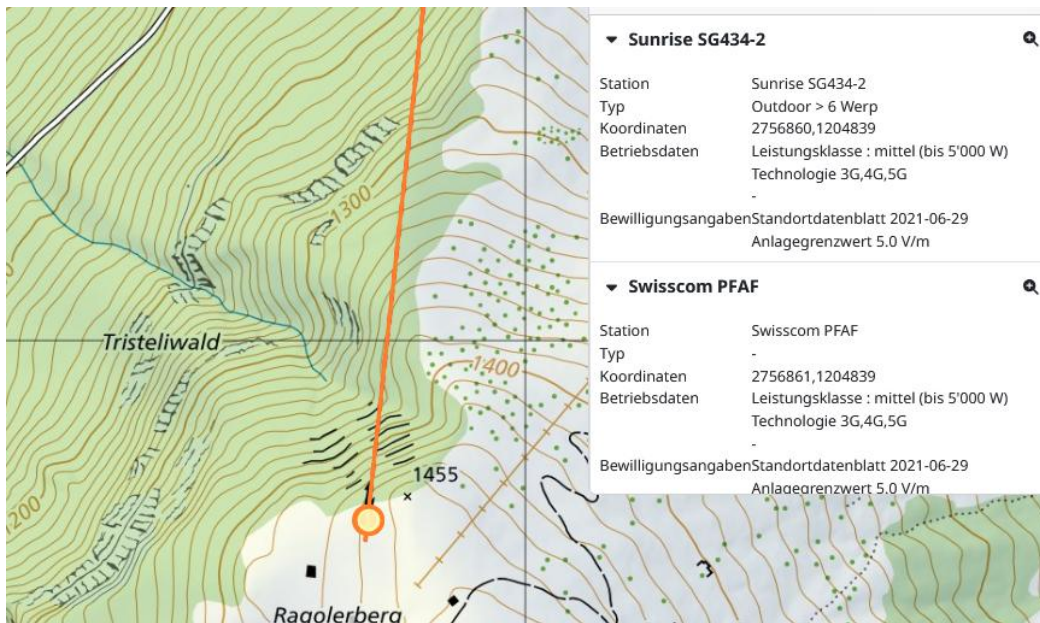 1300
Tristeliwald
1400
1455
1200
Ragolerberg
Sunrise SG434-2
Station Sunrise SG434-2
Typ Outdoor > 6 Werp
Koordinaten 2756860,1204839
Betriebsdaten Leistungsklasse : mittel (bis 5'000 W)
Technologie 3G,4G,5G
-
Bewilligungsangaben Standortdatenblatt 2021-06-29
Anlagegrenzwert 5.0 V/m
Swisscom PFAF
Station Swisscom PFAF
Typ -
Koordinaten 2756861,1204839
Betriebsdaten Leistungsklasse : mittel (bis 5'000 W)
Technologie 3G,4G,5G
-
Bewilligungsangaben Standortdatenblatt 2021-06-29
Anlagegrenzwert 5.0 V/m